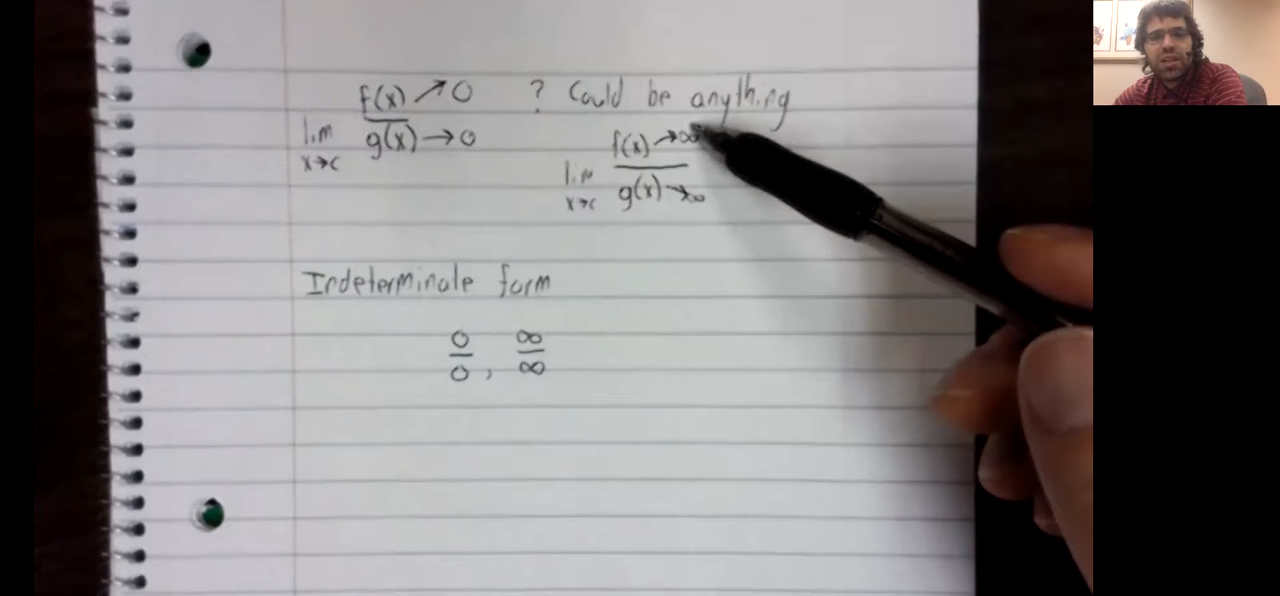 f(x) → 0 ? Could be anything
lim x→c g(x) → 0
f(x) → ∞
lim x→c g(x) → ∞
Indeterminate form
0/0, ∞/∞